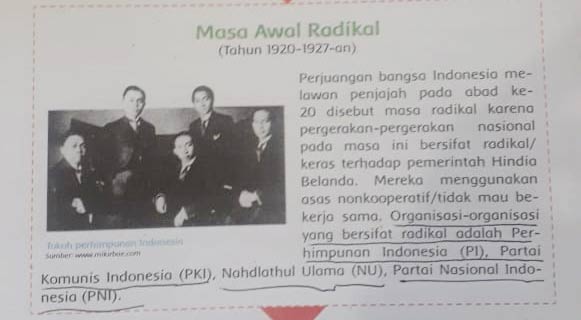 Masa Awal Radikal
(Tahun 1920-1927-an)
Perjuangan bangsa Indonesia me-
lawan penjajah pada abad ke-
20 disebut masa radikal karena
pergerakan-pergerakan nasional
pada masa ini bersifat radikal/
keras terhadap pemerintah Hindia
Belanda. Mereka menggunakan
asas nonkooperatif/tidak mau be-
kerja sama. Organisasi-organisasi
yang bersifat radikal adalah Per-
himpunan Indonesia (PI), Partai
Tokoh perhimpunan Indonesia
Sumber: www.mikirbae.com
Komunis Indonesia (PKI), Nahdlathul Ulama (NU), Partai Nasional Indo-
nesia (PNI).